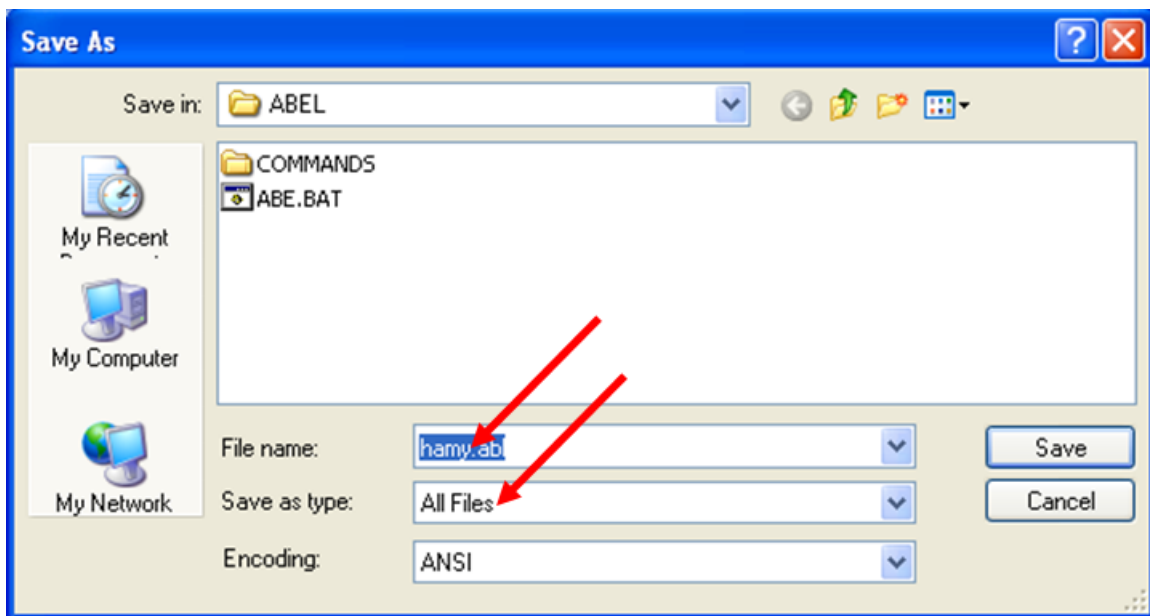 Save As
Save in:
ABEL
COMMANDS
ABE.BAT
My Recent
My Computer
My Network
File name:
hamy.abl
Save
Save as type:
All Files
Cancel
Encoding:
ANSI